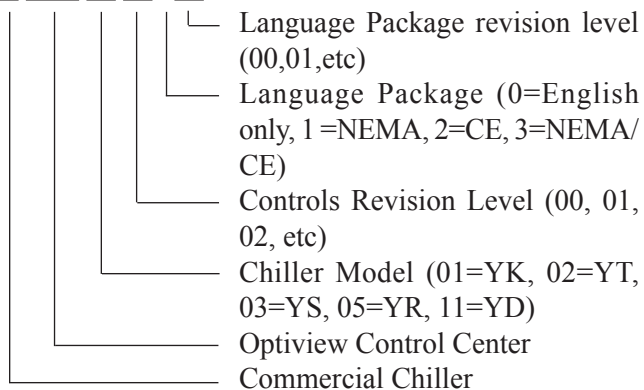 Language Package revision level
(00,01,etc)
Language Package (0=English
only, 1 =NEMA, 2=CE, 3=NEMA/
CE)
Controls Revision Level (00, 01,
02, etc)
Chiller Model (01=YK, 02=YT,
03=YS, 05=YR, 11=YD)
Optiview Control Center
Commercial Chiller